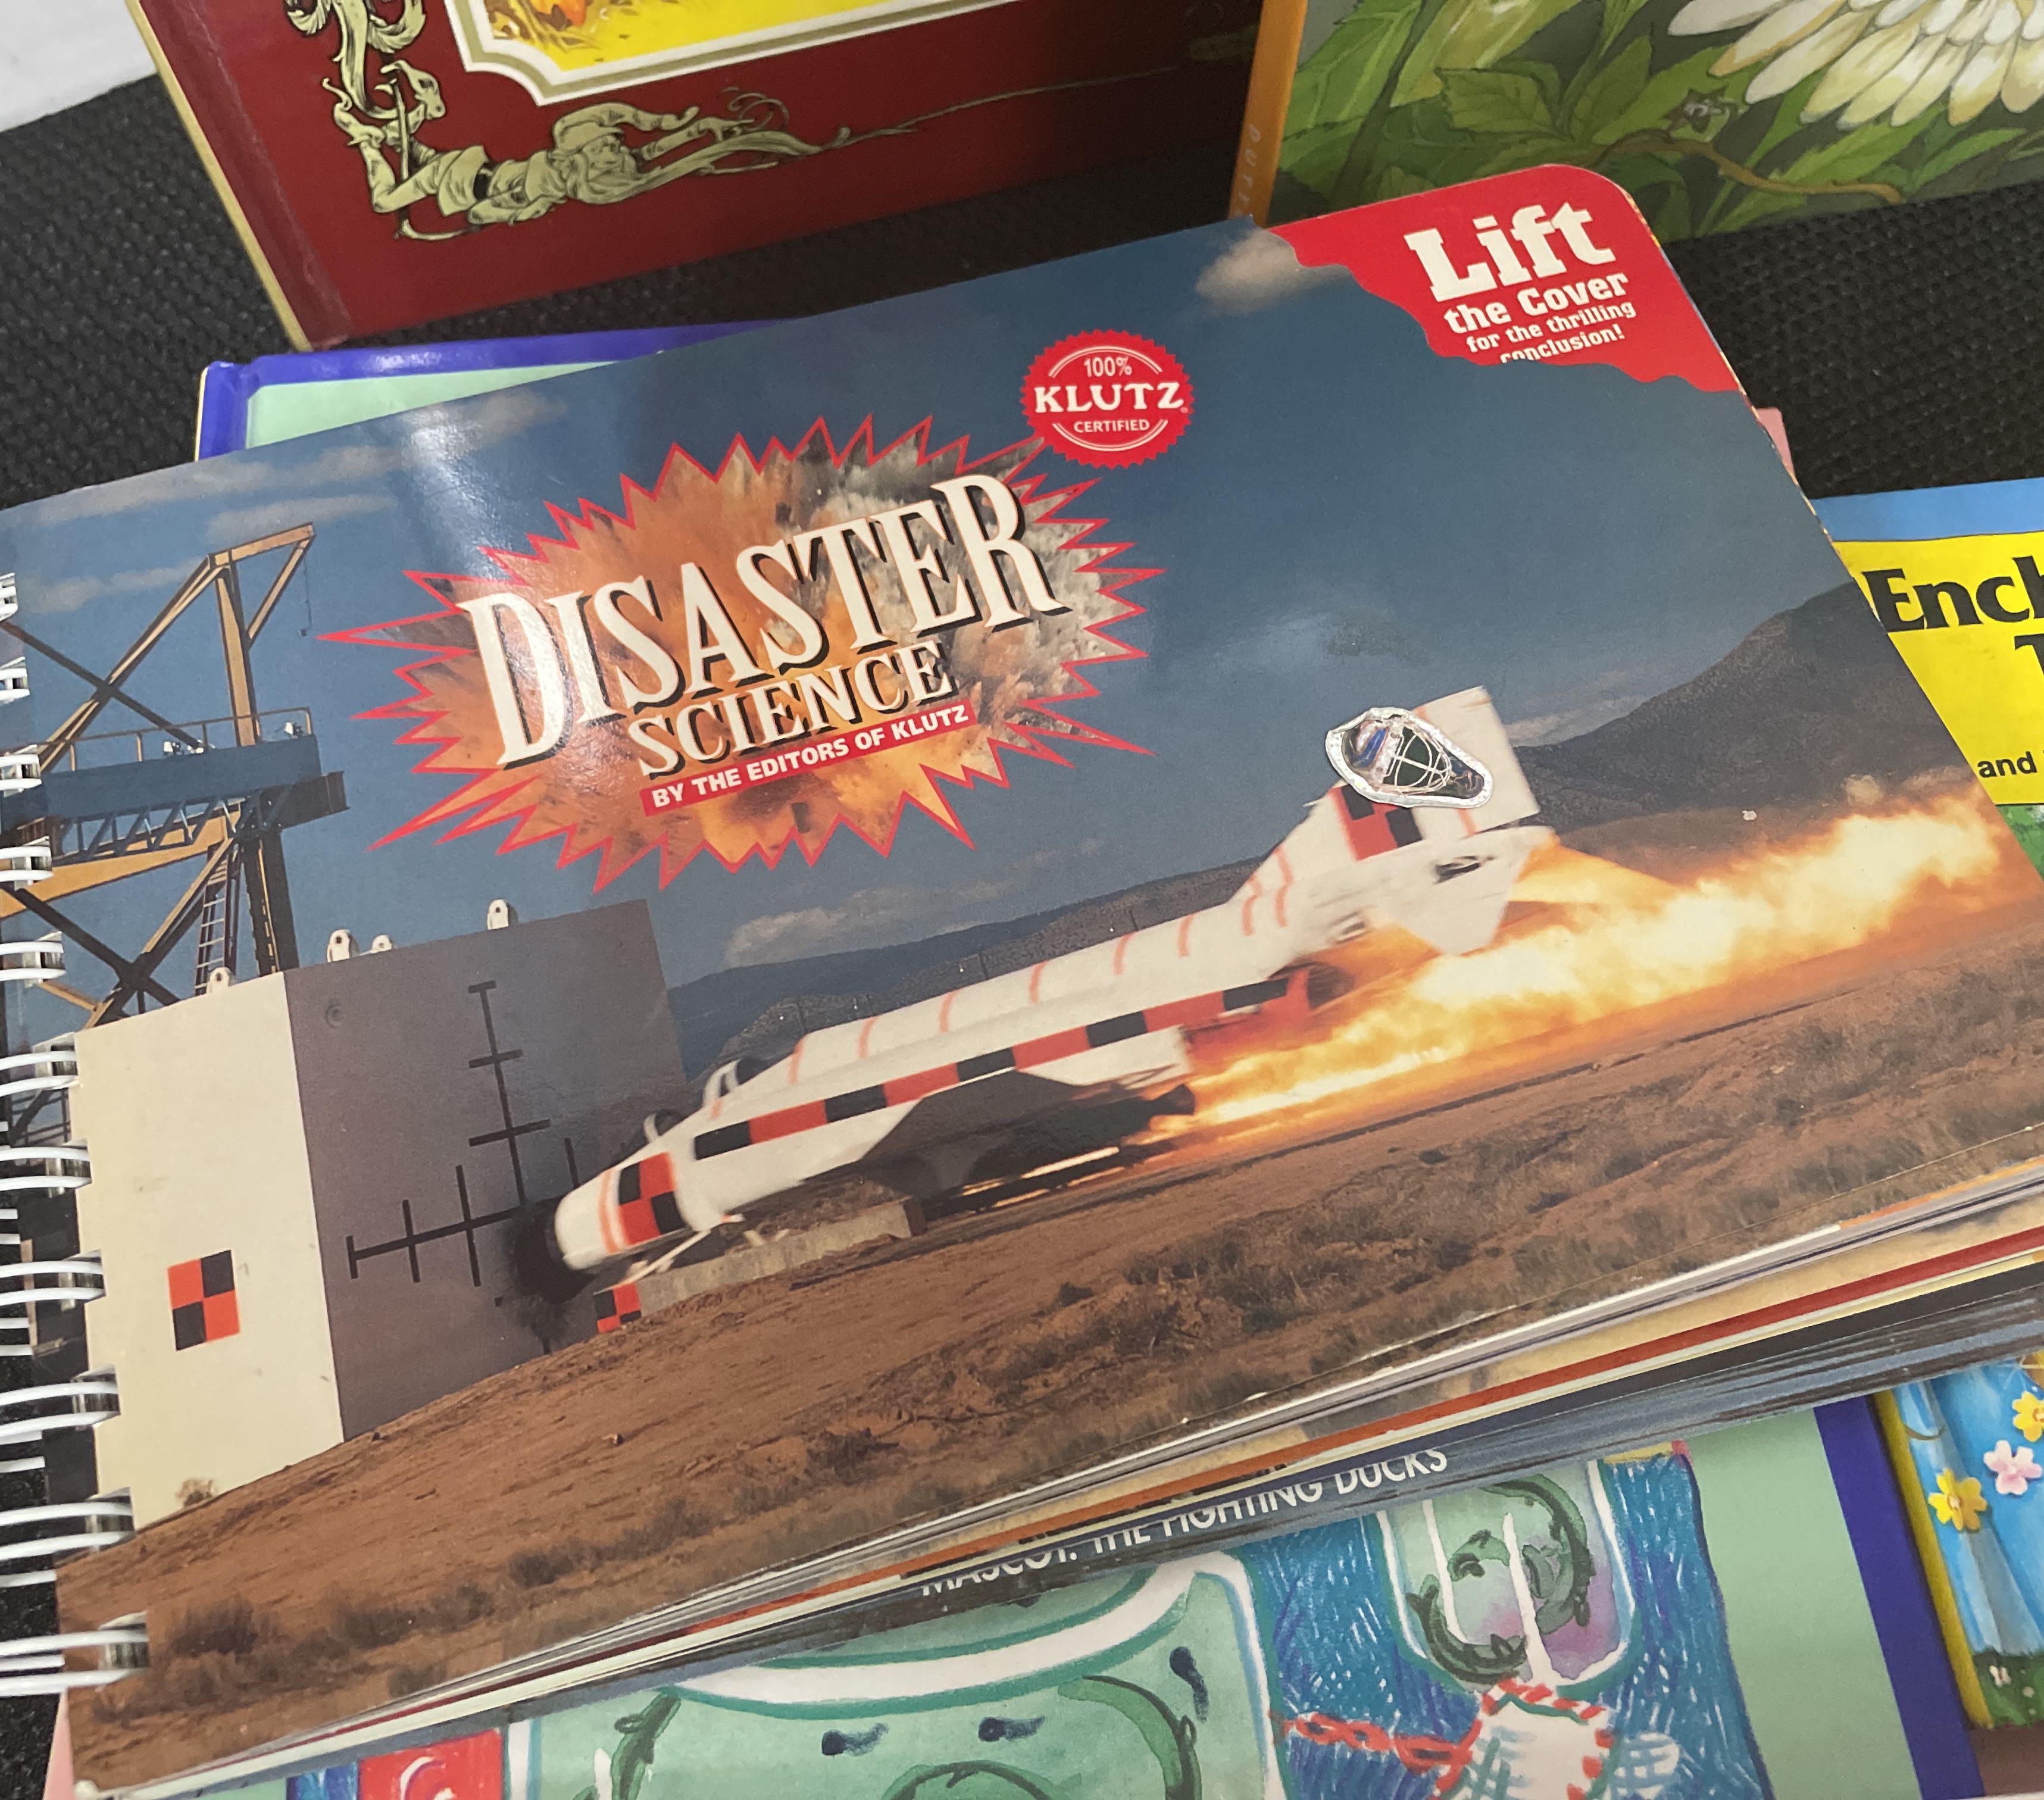 Lift
the Cover
for the thrilling
conclusion!
100%
KLUTZ
CERTIFIED
DISASTER
SCIENCE
BY THE EDITORS OF KLUTZ
and
MASCOT: THE FIGHTING DUCKS